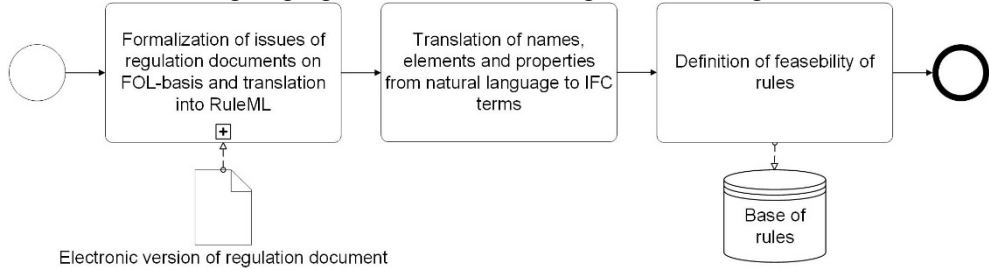 Formalization of issues of
regulation documents on
FOL-basis and translation
into RuleML
Translation of names,
elements and properties
from natural language to IFC
terms
Definition of feasebility of
rules
Electronic version of regulation document
Base of
rules